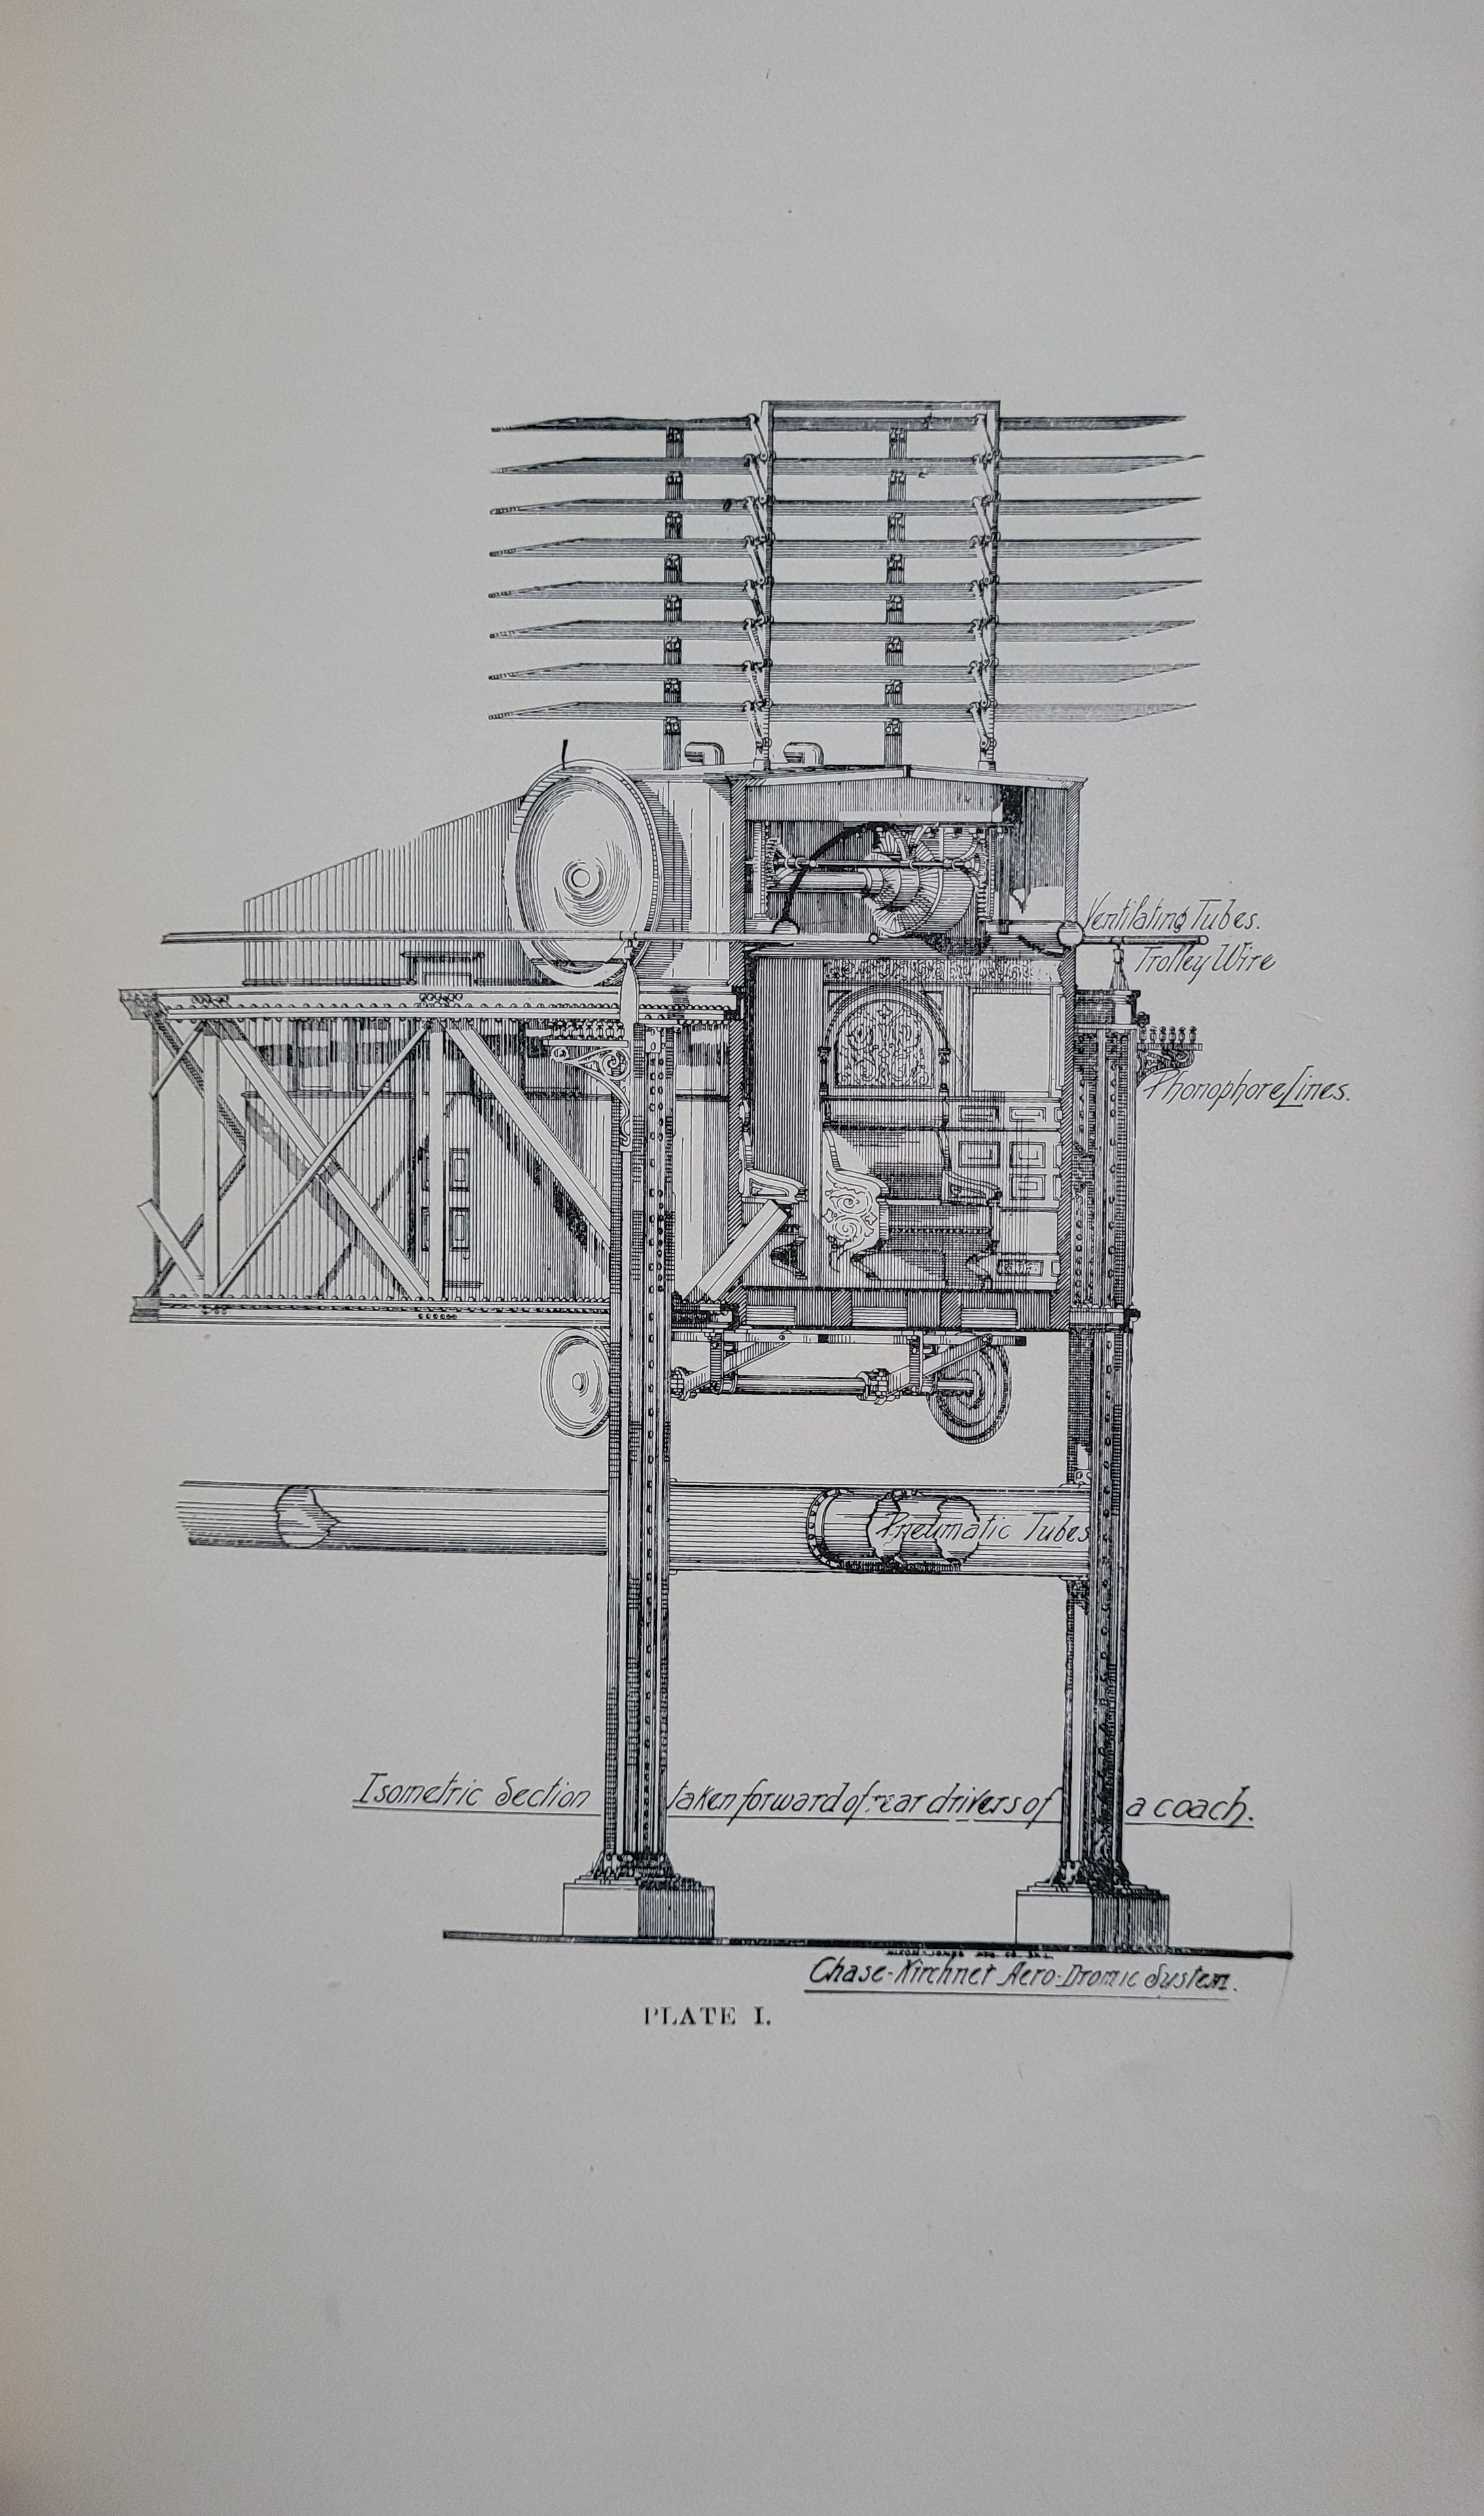 Ventilating Tubes.
Trolley Wire
Phonophore Lines.
Pneumatic Tubes
Isometric Section taken forward of rear drivers of a coach.
Chase-Kirchner Aero-Dromic System.
PLATE I.